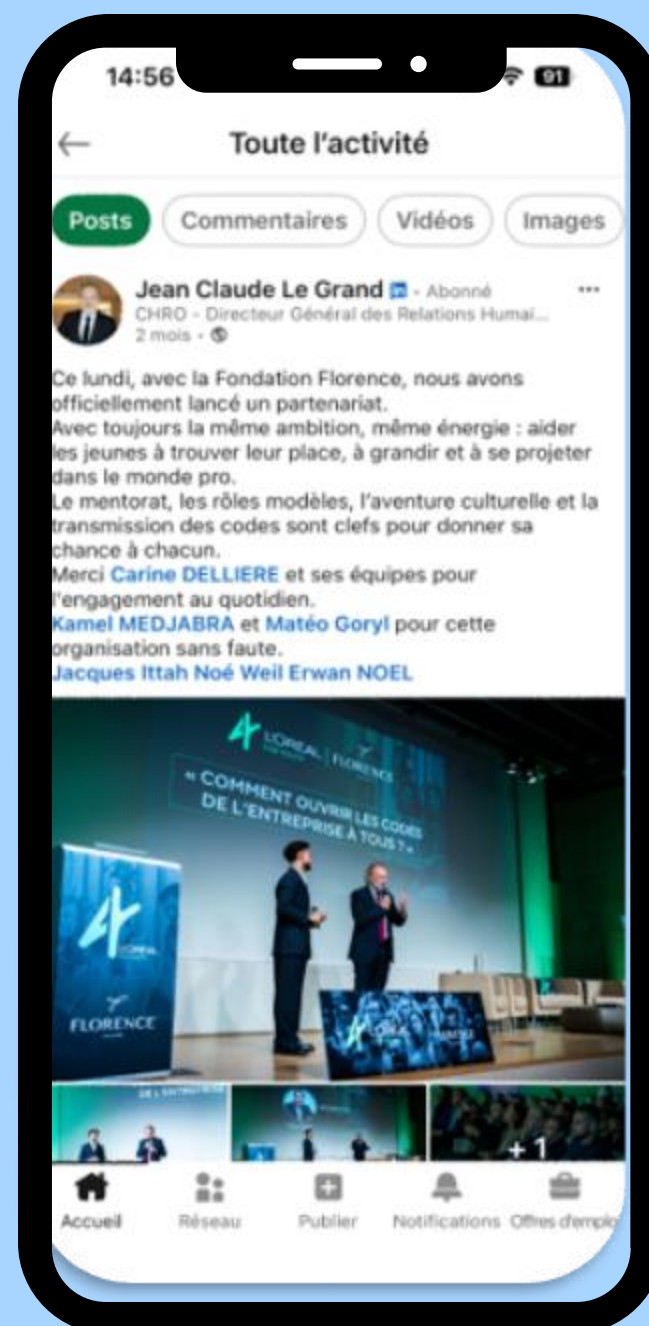 14:56
91
Toute l'activité
Posts
Commentaires
Vidéos
Images
Jean Claude Le Grand in - Abonné
CHRO - Directeur Général des Relations Humai...
2 mois -
Ce lundi, avec la Fondation Florence, nous avons
officiellement lancé un partenariat.
Avec toujours la même ambition, même énergie : aider
les jeunes à trouver leur place, à grandir et à se projeter
dans le monde pro.
Le mentorat, les rôles modèles, l'aventure culturelle et la
transmission des codes sont clefs pour donner sa
chance à chacun.
Merci Carine DELLIERE et ses équipes pour
l'engagement au quotidien.
Kamel MEDJABRA et Matéo Goryl pour cette
organisation sans faute.
Jacques Ittah Noé Weil Erwan NOEL
L'ORÉAL | FLORENCE
« COMMENT OUVRIR LES CODES
DE L'ENTREPRISE À TOUS ? »
L'ORÉAL
FLORENCE
L'ORÉAL
DE L'ENTREPRISE
+ 1
Accueil
Réseau
Publier
Notifications
Offres d'emplo